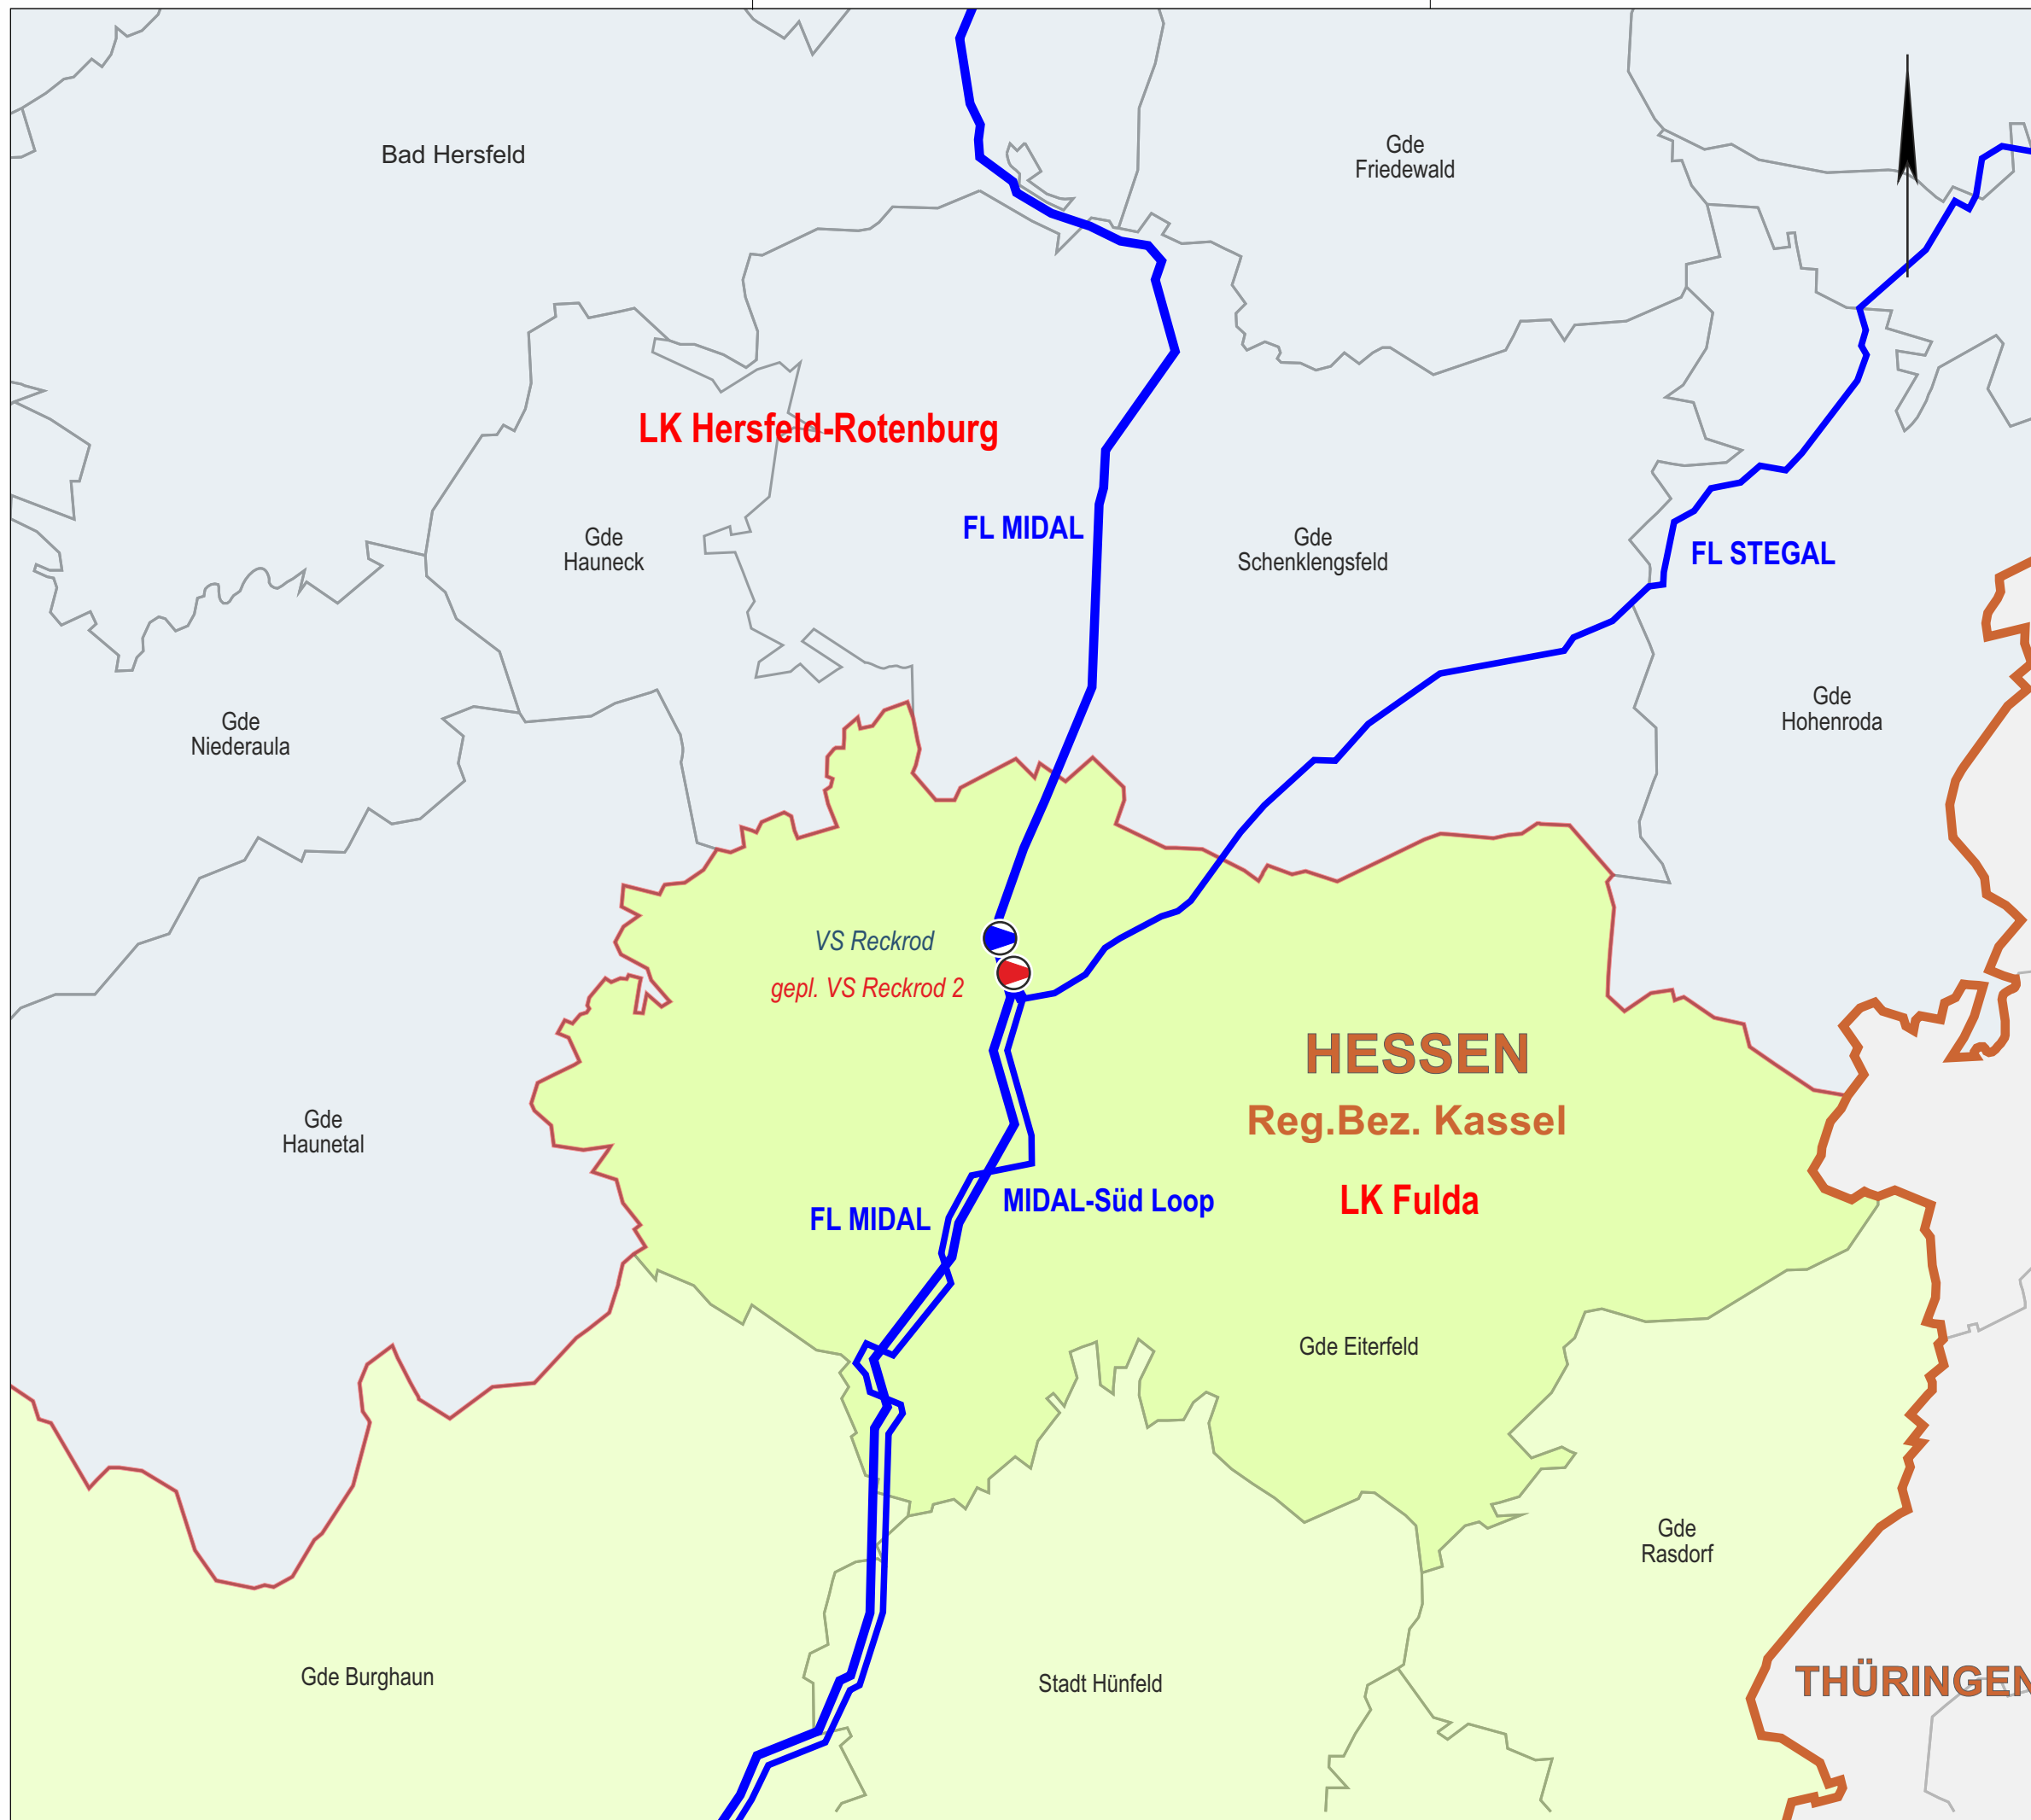 Bad Hersfeld
Gde
Friedewald
LK Hersfeld-Rotenburg
FL MIDAL
Gde
Hauneck
Gde
Schenklengsfeld
FL STEGAL
Gde
Niederaula
Gde
Hohenroda
VS Reckrod
gepl. VS Reckrod 2
HESSEN
Reg.Bez. Kassel
Gde
Haunetal
LK Fulda
MIDAL-Süd Loop
FL MIDAL
Gde Eiterfeld
Gde
Rasdorf
Gde Burghaun
Stadt Hünfeld
THÜRINGEN